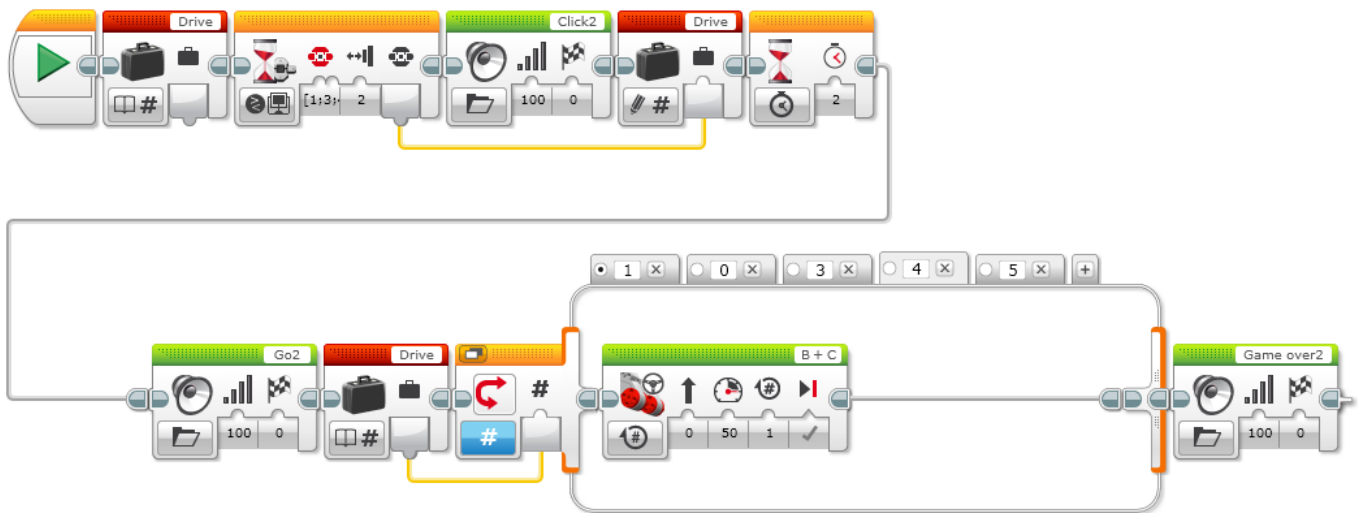 Drive Click2 Drive
# [1;3; 2 100 0 # 2
1 0 3 4 5 +
Go2 Drive B + C Game over2
#
100 0 # # 0 50 1 100 0